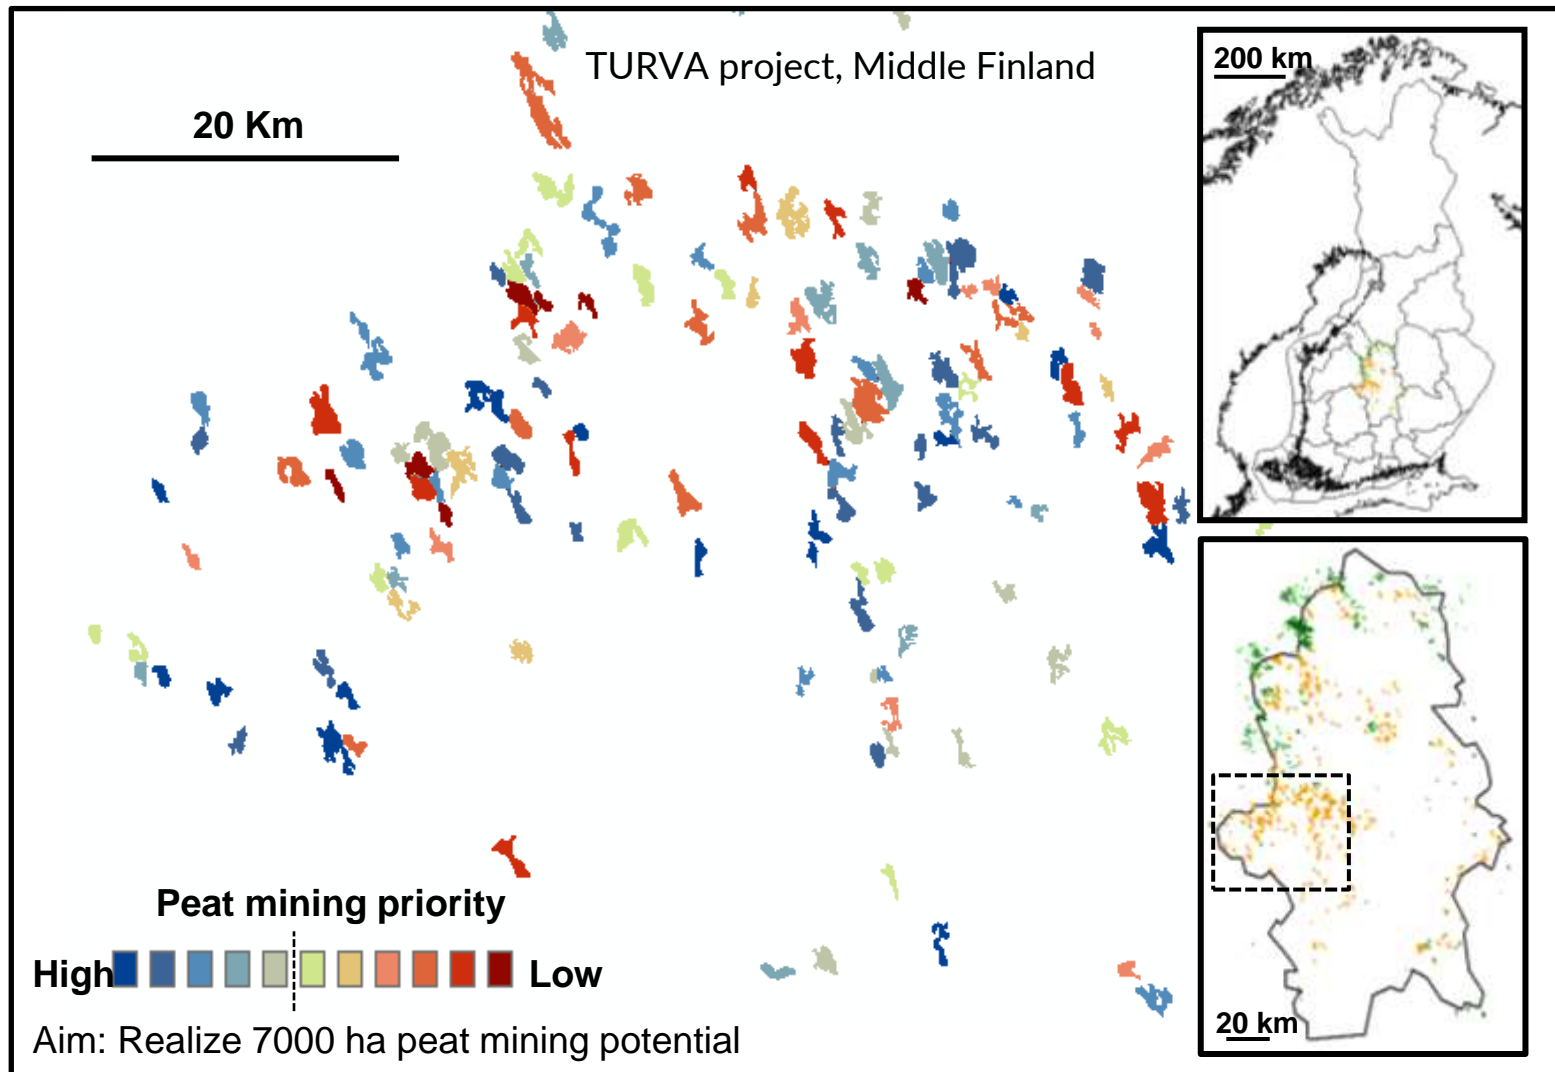 TURVA project, Middle Finland
20 Km
200 km
20 km
Peat mining priority
High
Low
Aim: Realize 7000 ha peat mining potential